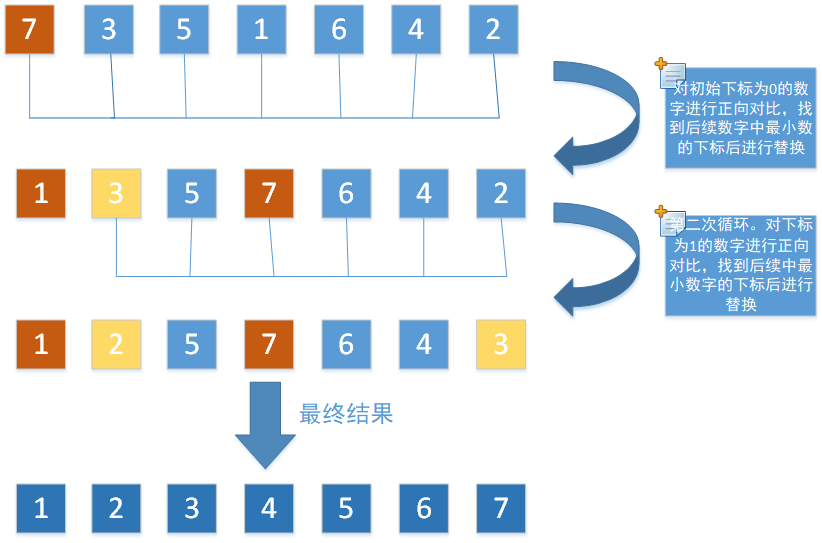 7 3 5 1 6 4 2
对初始下标为0的数
字进行正向对比，找
到后续数字中最小数
的下标后进行替换
1 3 5 7 6 4 2
第二次循环。对下标
为1的数字进行正向
对比，找到后续中最
小数字的下标后进行
替换
1 2 5 7 6 4 3
最终结果
1 2 3 4 5 6 7